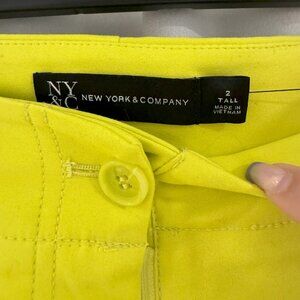 NY
&C
NEW YORK & COMPANY
2
TALL
MADE IN
VIETNAM